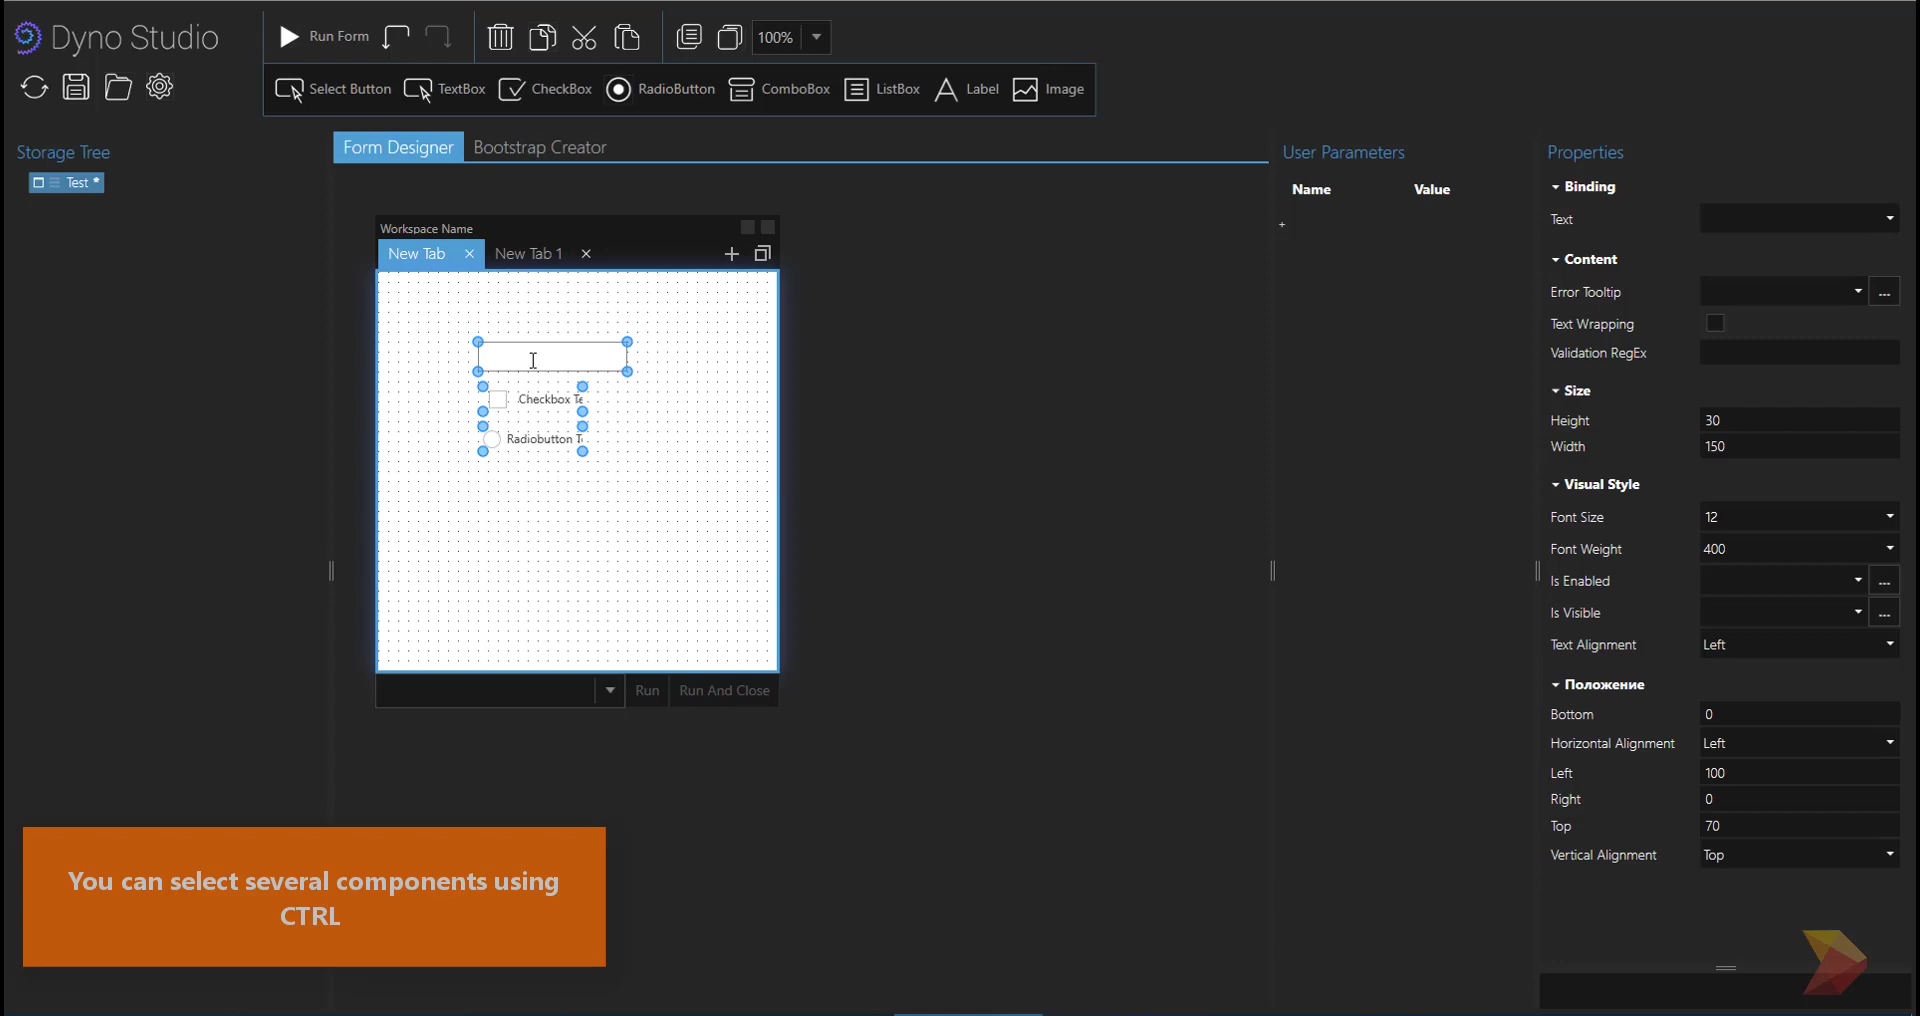 Dyno Studio
Run Form
100%
Select Button TextBox CheckBox RadioButton ComboBox ListBox Label Image
Storage Tree
Test *
Form Designer Bootstrap Creator
Workspace Name
New Tab × New Tab 1 ×
Checkbox Te
Radiobutton T
Run Run And Close
User Parameters
Name Value
+
Properties
Binding
Text
Content
Error Tooltip ...
Text Wrapping
Validation RegEx
Size
Height 30
Width 150
Visual Style
Font Size 12
Font Weight 400
Is Enabled ...
Is Visible ...
Text Alignment Left
Положение
Bottom 0
Horizontal Alignment Left
Left 100
Right 0
Top 70
Vertical Alignment Top
You can select several components using
CTRL